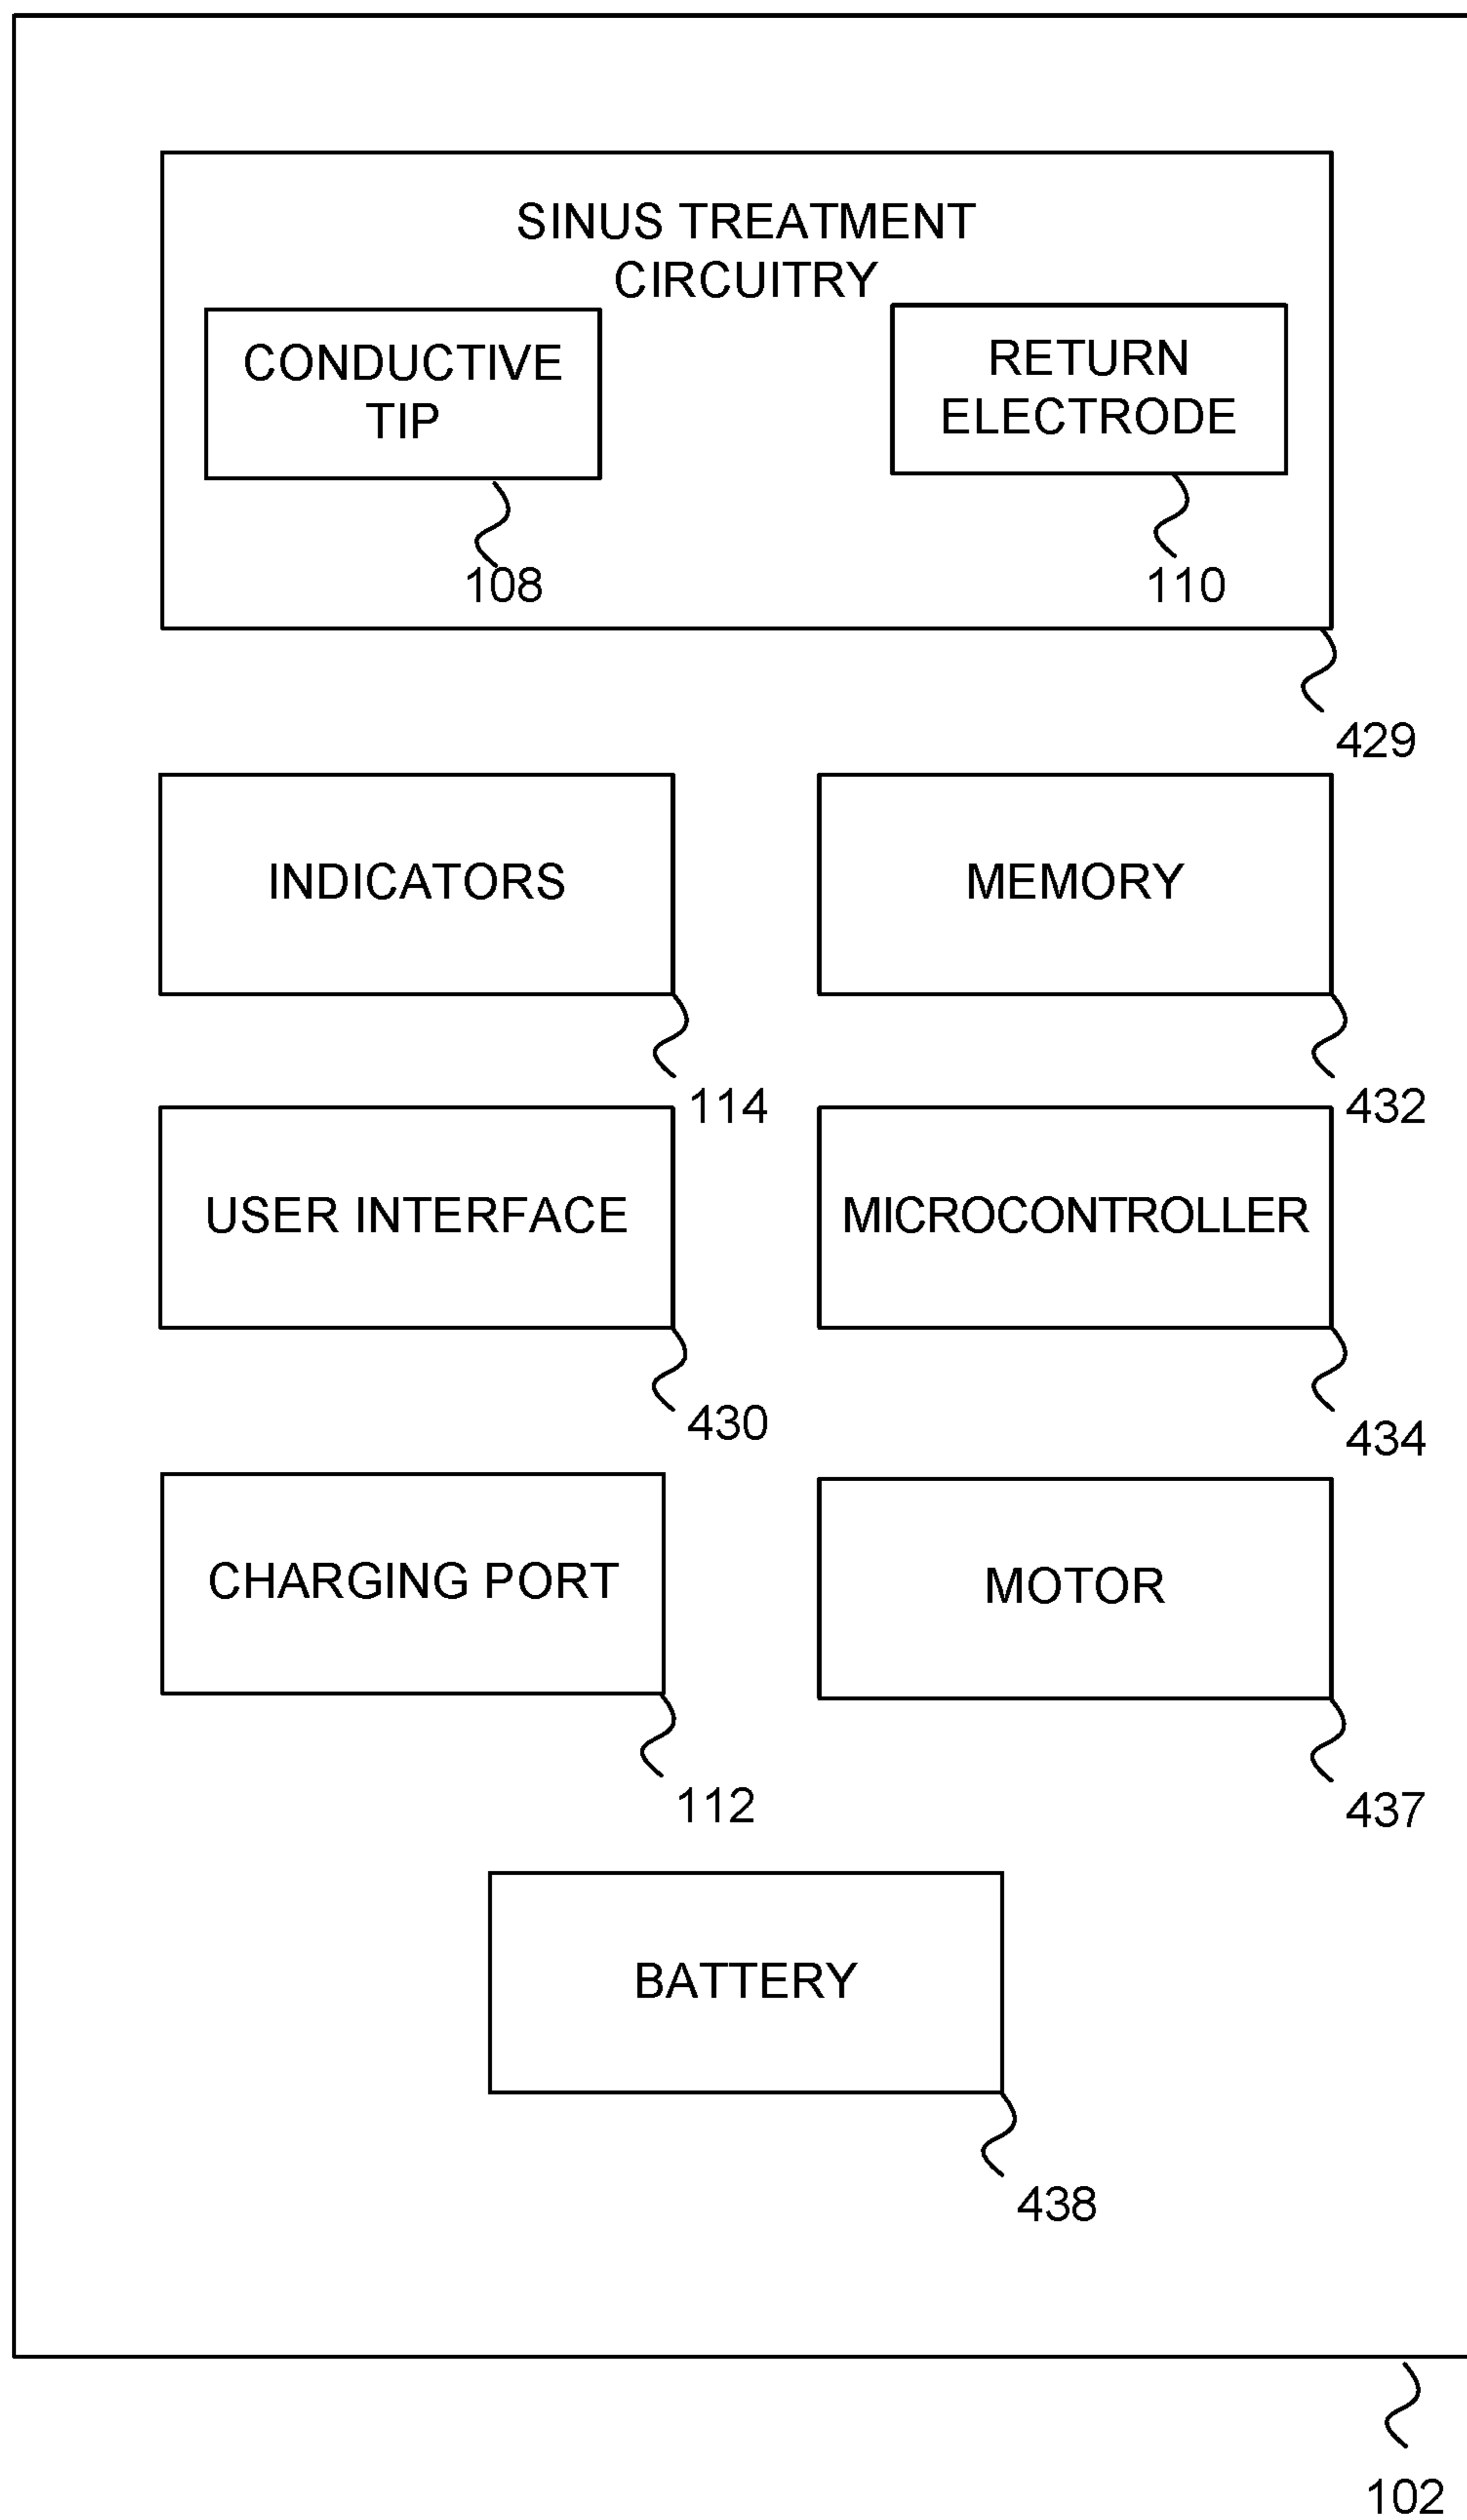 SINUS TREATMENT
CIRCUITRY
CONDUCTIVE
TIP
RETURN
ELECTRODE
108
110
429
INDICATORS
MEMORY
114
432
USER INTERFACE
MICROCONTROLLER
430
434
CHARGING PORT
MOTOR
112
437
BATTERY
438
102